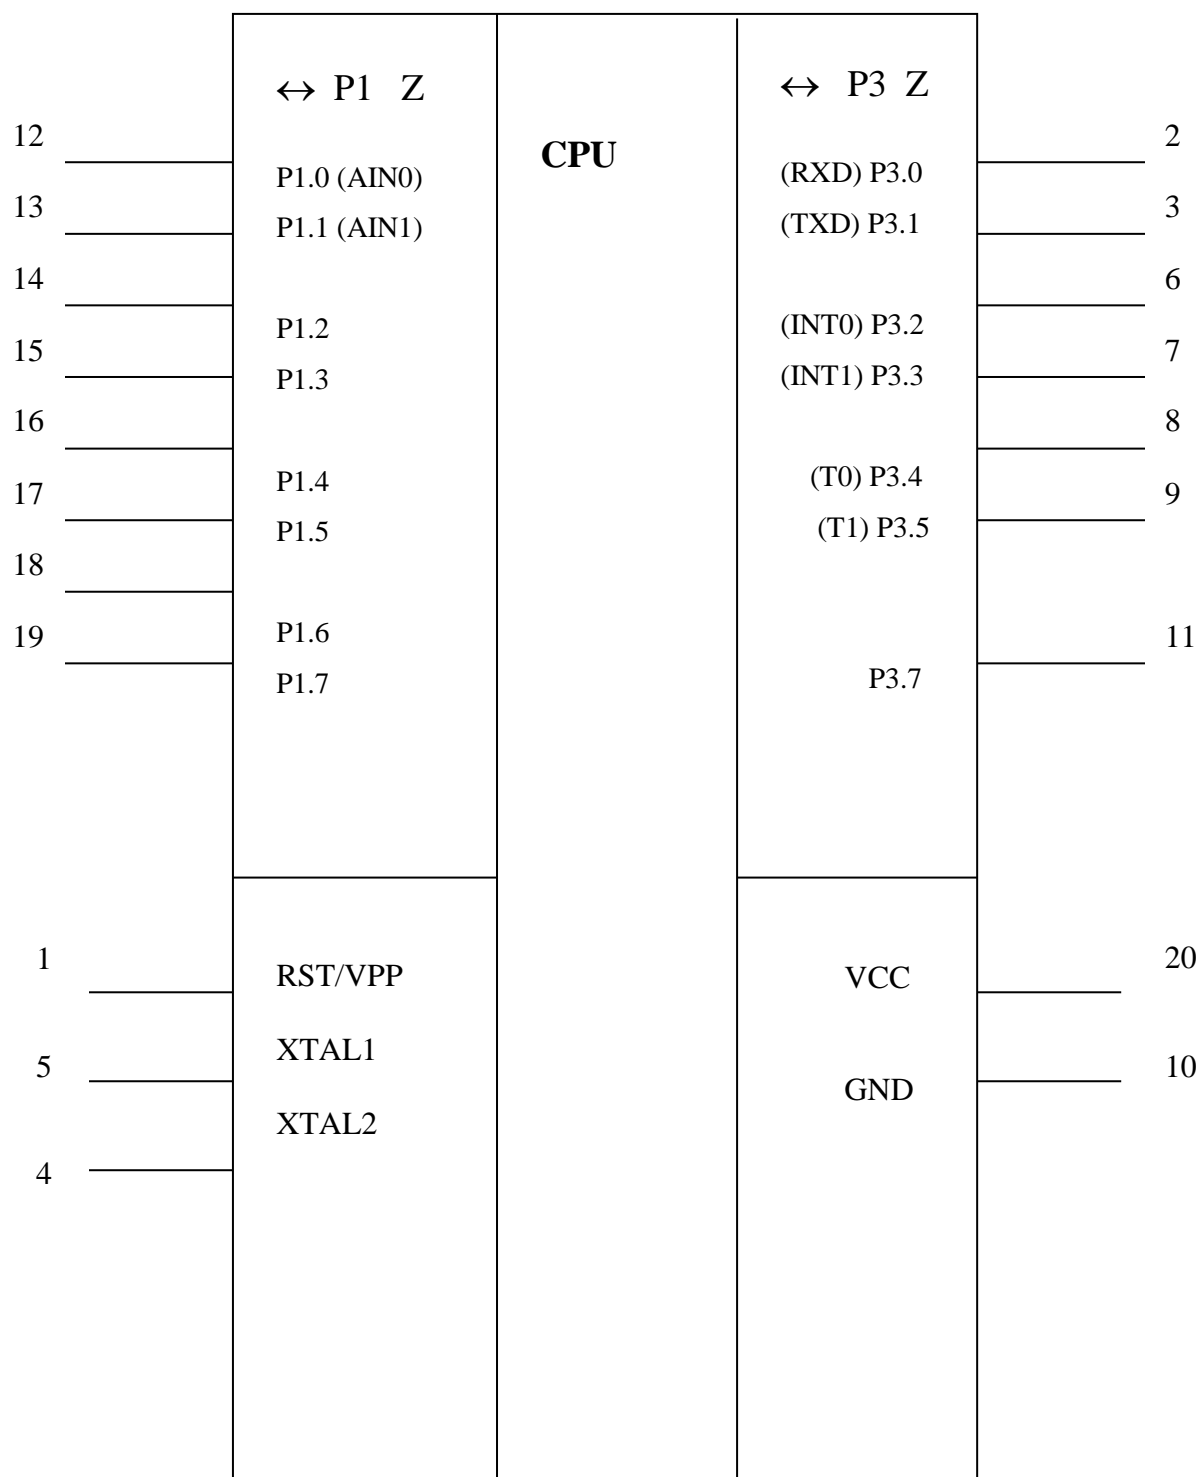 ↔ P1 Z
↔ P3 Z
CPU
12
P1.0 (AIN0)
(RXD) P3.0
2
13
P1.1 (AIN1)
(TXD) P3.1
3
14
6
P1.2
(INT0) P3.2
15
7
P1.3
(INT1) P3.3
16
8
P1.4
(T0) P3.4
17
9
P1.5
(T1) P3.5
18
P1.6
19
11
P1.7
P3.7
1
RST/VPP
VCC
20
XTAL1
5
GND
10
XTAL2
4